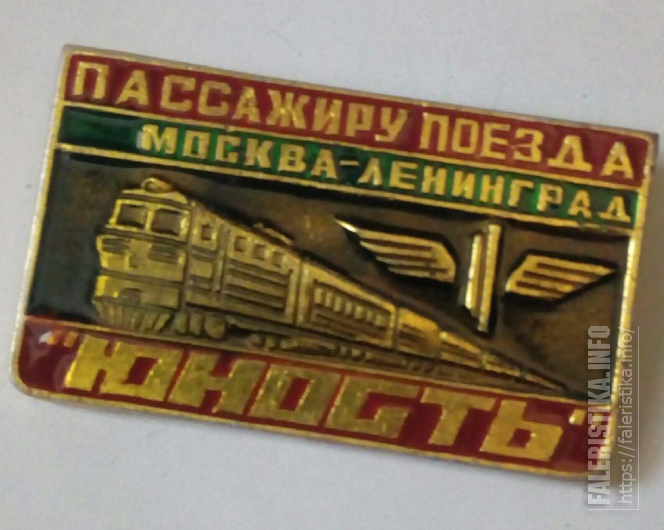 ПАССАЖИРУ ПОЕЗДА
МОСКВА-ЛЕНИНГРАД
"ЮНОСТЬ"
FALERISTIKA.INFO
https://faleristika.info/